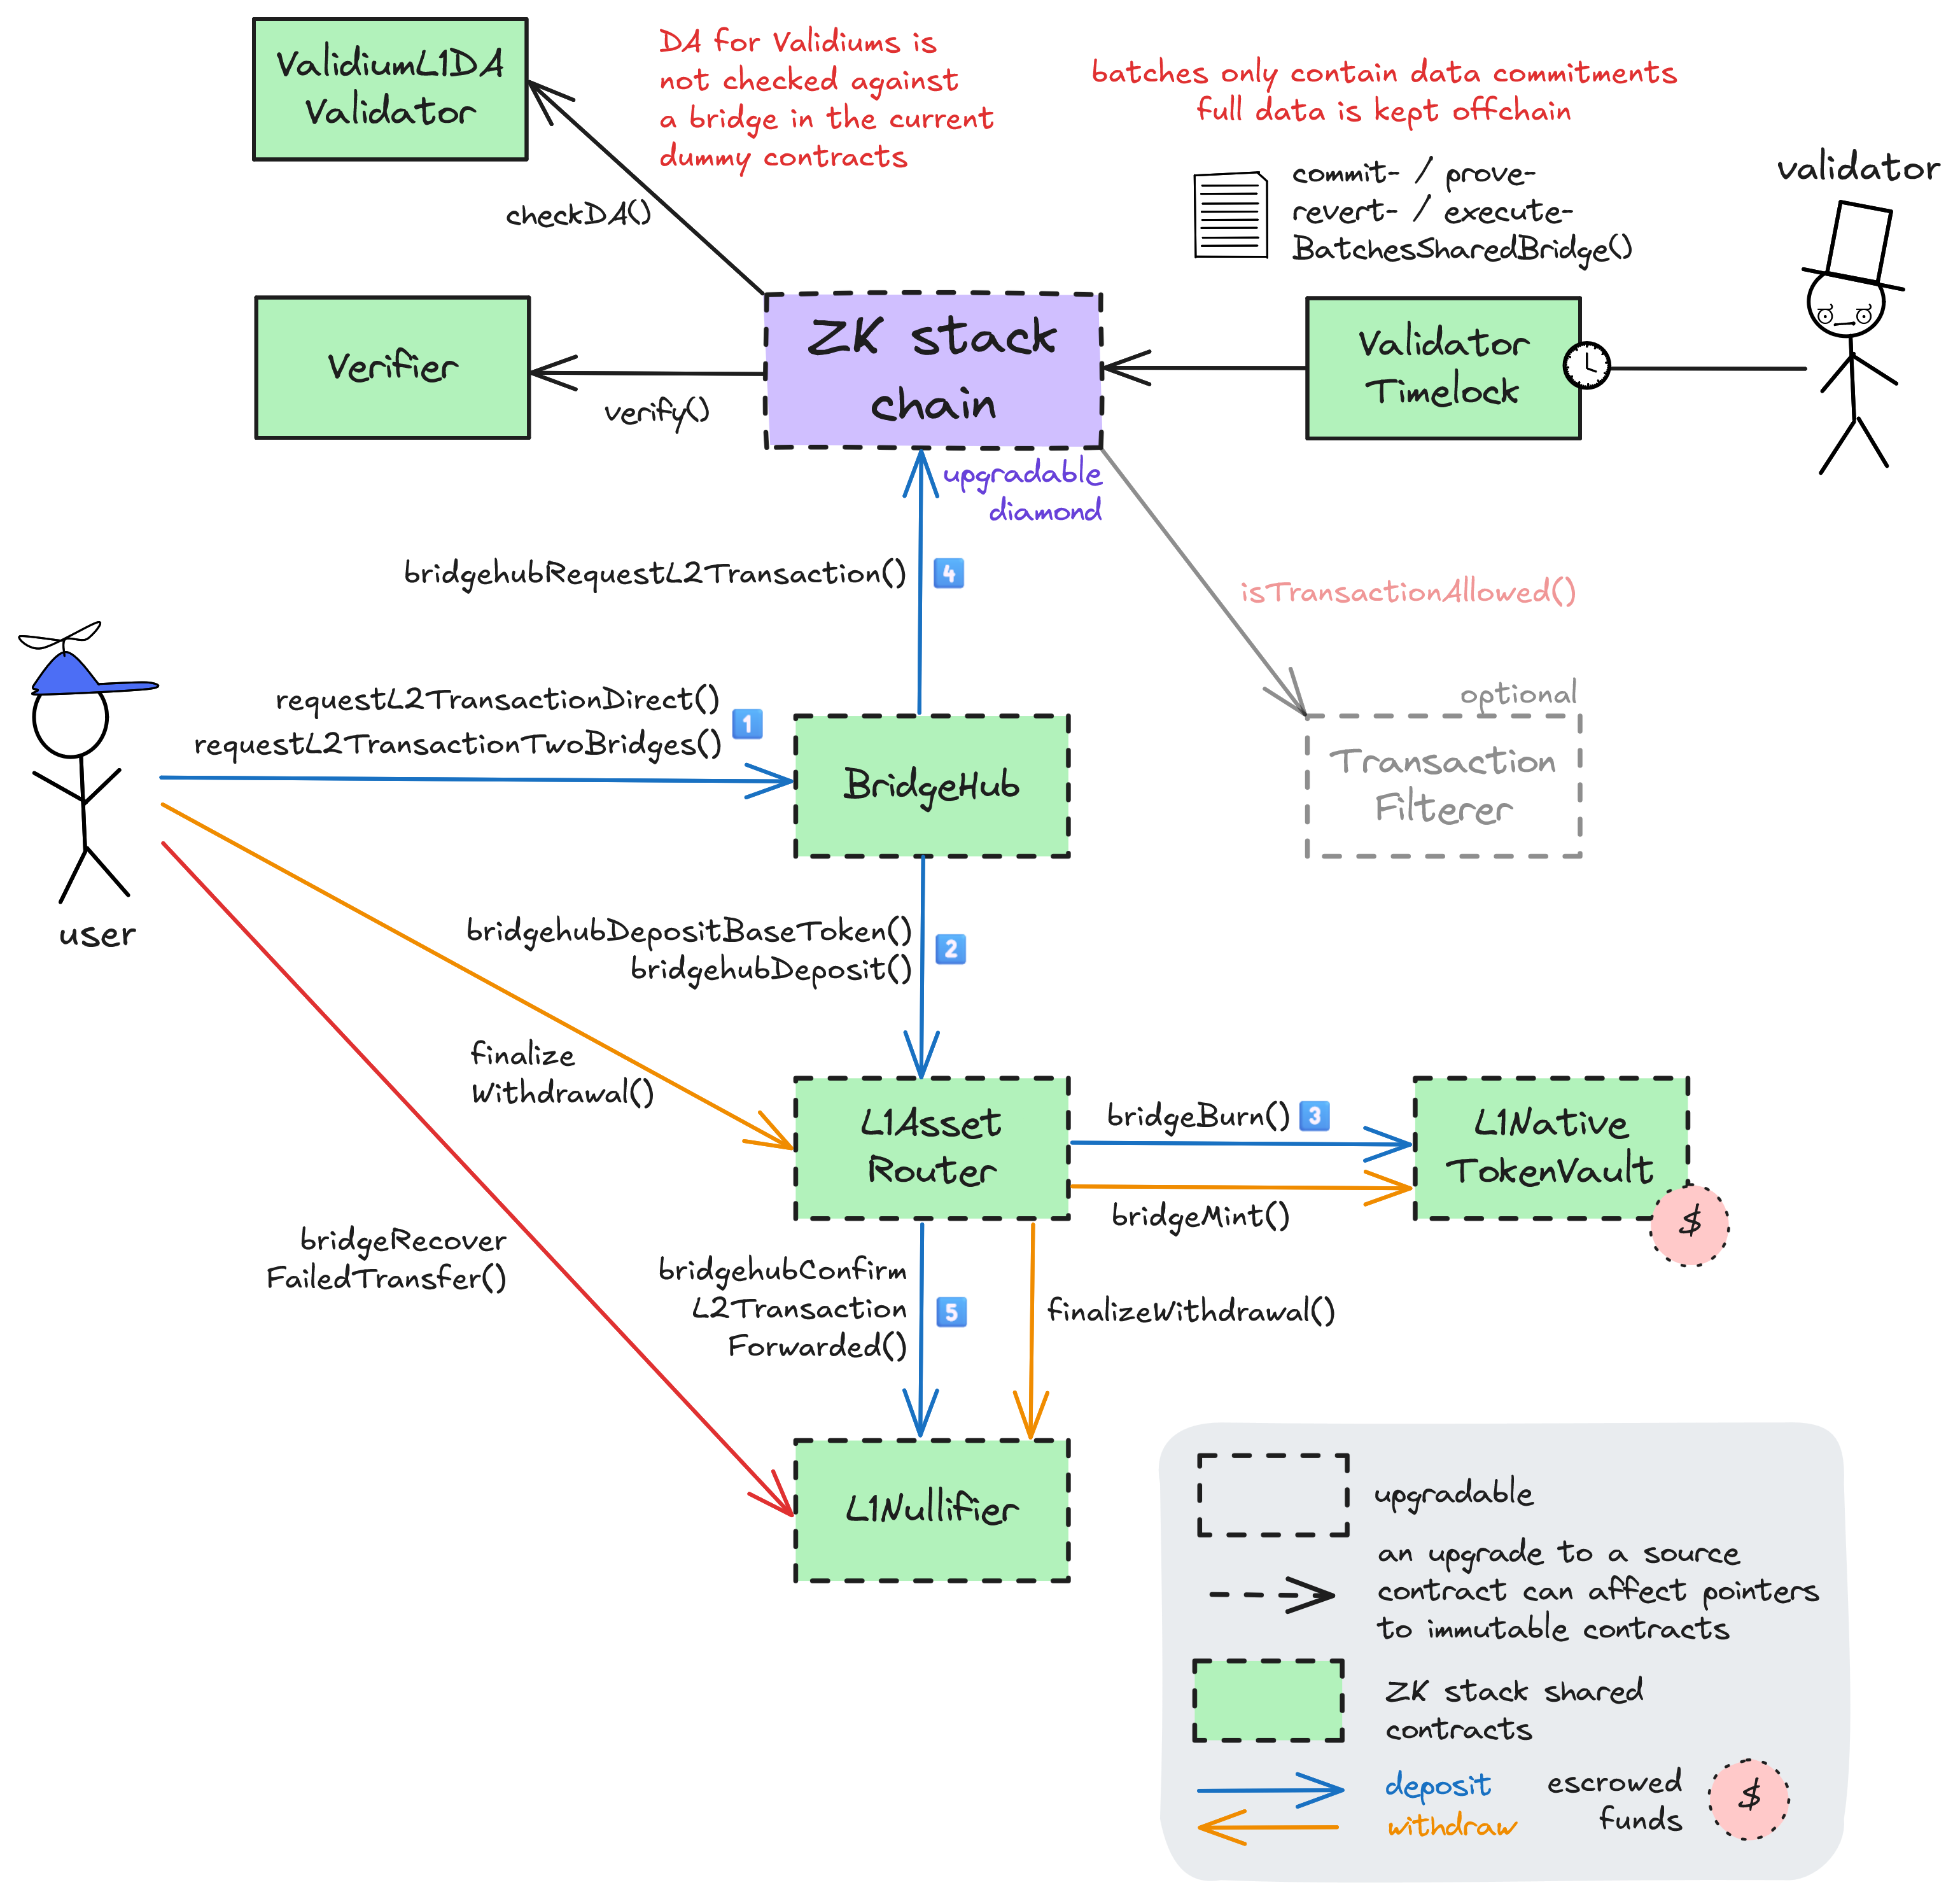 ValidiumL1DA
Validator
DA for Validiums is
not checked against
a bridge in the current
dummy contracts
batches only contain data commitments
full data is kept offchain
commit- / prove-
revert- / execute-
BatchesSharedBridge()
validator
checkDA()
Verifier
verify()
ZK stack
chain
Validator
Timelock
upgradable
diamond
bridgehubRequestL2Transaction()
4
isTransactionAllowed()
optional
Transaction
Filterer
requestL2TransactionDirect()
requestL2TransactionTwoBridges()
1
BridgeHub
user
bridgehubDepositBaseToken()
bridgehubDeposit()
2
finalize
Withdrawal()
L1Asset
Router
bridgeBurn()
3
bridgeMint()
L1Native
TokenVault
$
bridgeRecover
FailedTransfer()
bridgehubConfirm
L2Transaction
Forwarded()
5
finalizeWithdrawal()
L1Nullifier
upgradable
an upgrade to a source
contract can affect pointers
to immutable contracts
ZK stack shared
contracts
deposit
withdraw
escrowed
funds
$